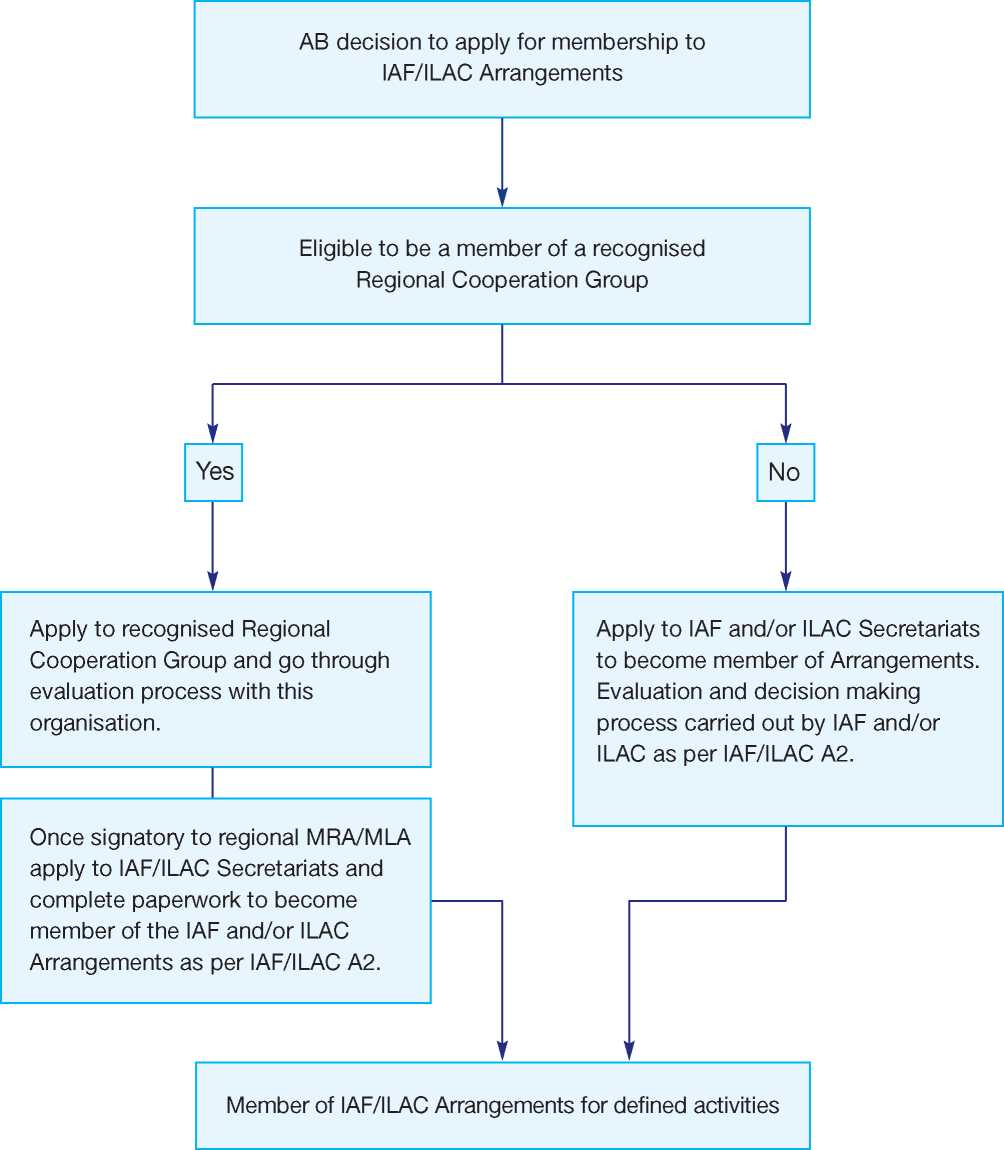 AB decision to apply for membership to
IAF/ILAC Arrangements
Eligible to be a member of a recognised
Regional Cooperation Group
Yes
No
Apply to recognised Regional
Cooperation Group and go through
evaluation process with this
organisation.
Apply to IAF and/or ILAC Secretariats
to become member of Arrangements.
Evaluation and decision making
process carried out by IAF and/or
ILAC as per IAF/ILAC A2.
Once signatory to regional MRA/MLA
apply to IAF/ILAC Secretariats and
complete paperwork to become
member of the IAF and/or ILAC
Arrangements as per IAF/ILAC A2.
Member of IAF/ILAC Arrangements for defined activities